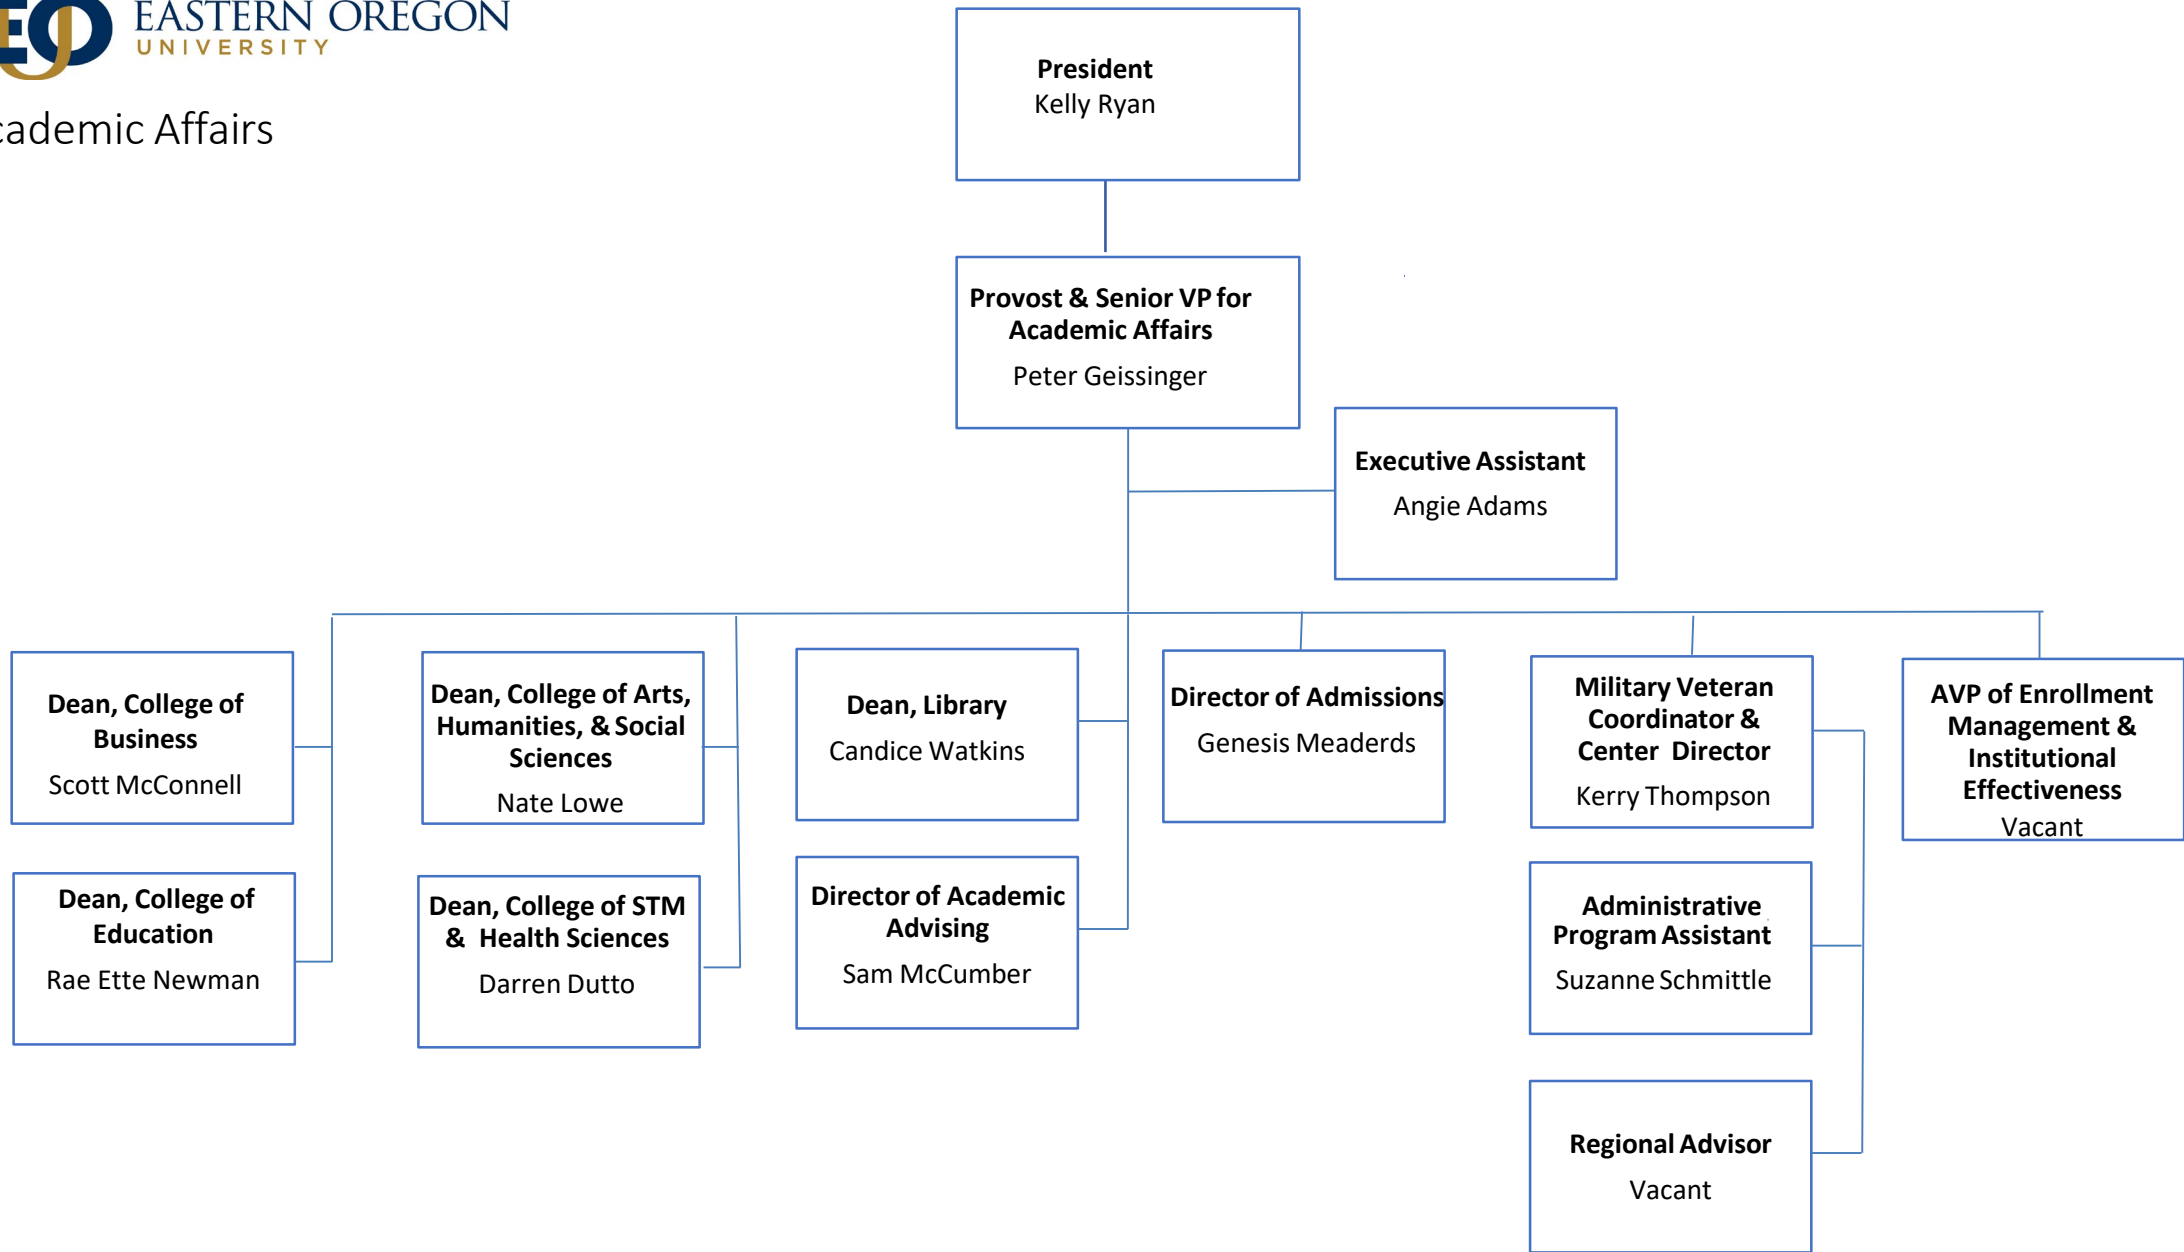 EOU
EASTERN OREGON
UNIVERSITY
cademic Affairs
President
Kelly Ryan
Provost & Senior VP for
Academic Affairs
Peter Geissinger
Executive Assistant
Angie Adams
Dean, College of
Business
Scott McConnell
Dean, College of Arts,
Humanities, & Social
Sciences
Nate Lowe
Dean, Library
Candice Watkins
Director of Admissions
Genesis Meaderds
Military Veteran
Coordinator &
Center Director
Kerry Thompson
AVP of Enrollment
Management &
Institutional
Effectiveness
Vacant
Dean, College of
Education
Rae Ette Newman
Dean, College of STM
& Health Sciences
Darren Dutto
Director of Academic
Advising
Sam McCumber
Administrative
Program Assistant
Suzanne Schmittle
Regional Advisor
Vacant